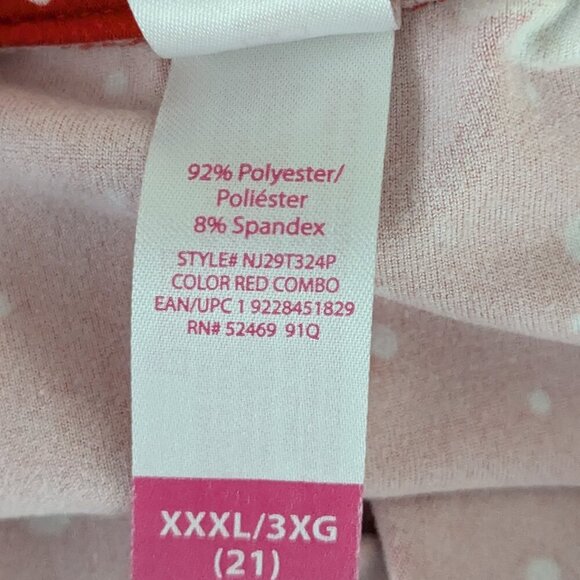 92% Polyester/
Poliéster
8% Spandex
STYLE# NJ29T324P
COLOR RED COMBO
EAN/UPC 1 9228451829
RN# 52469 91Q
XXXL/3XG
(21)